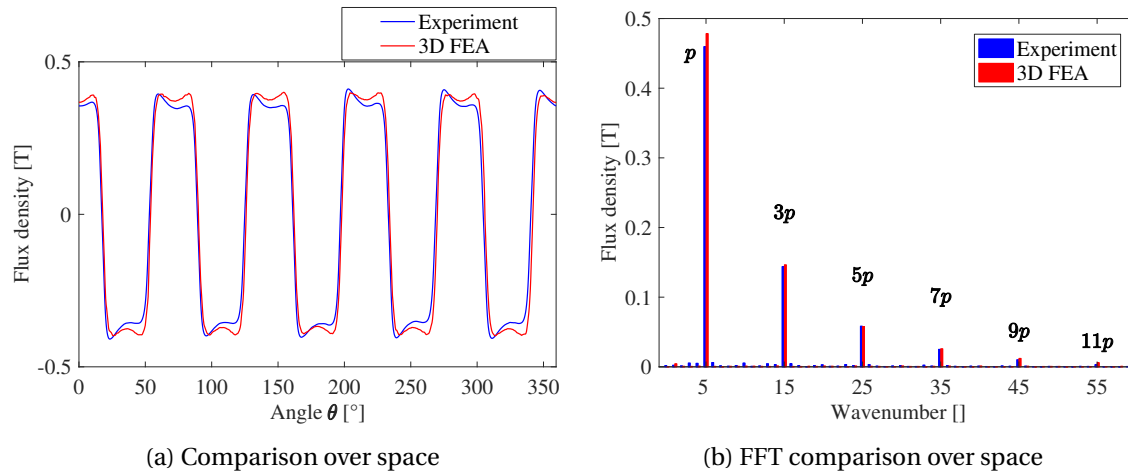 Experiment
3D FEA
0.5
0
-0.5
Flux density [T]
0 50 100 150 200 250 300 350
Angle θ [°]
(a) Comparison over space
0.5
0.4
0.3
0.2
0.1
0
Flux density [T]
Experiment
3D FEA
p
3p
5p
7p
9p
11p
5 15 25 35 45 55
Wavenumber []
(b) FFT comparison over space